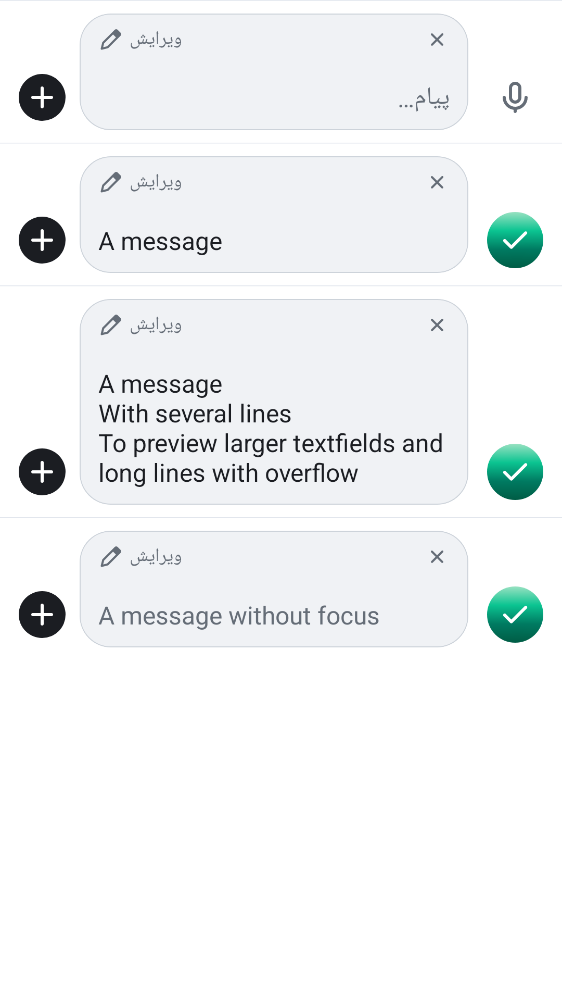 ویرایش
پیام...
ویرایش
A message
ویرایش
A message
With several lines
To preview larger textfields and
long lines with overflow
ویرایش
A message without focus